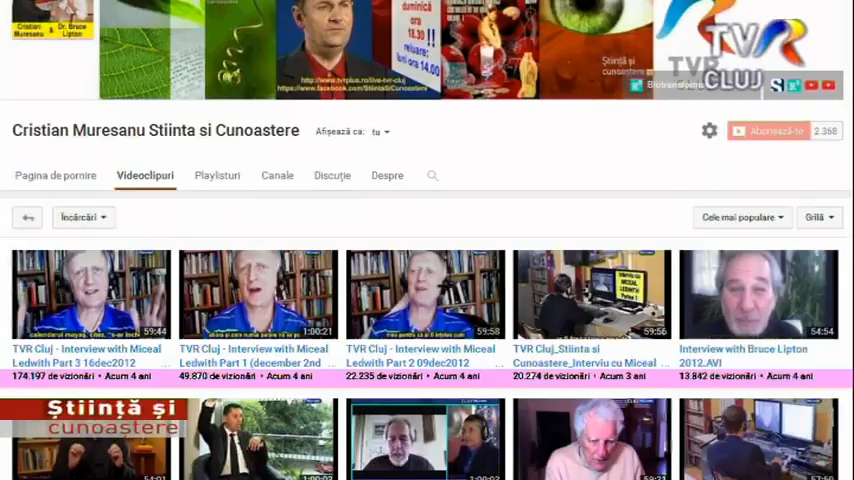 Cristian
Muresanu & Dr. Bruce
Lipton
duminică
ora
18.30 !!
reluare:
luni ora 14.00
http://www.tvrplus.ro/live-tvr-cluj
https://www.facebook.com/StiintaSiCunoastere
Știință și
cunoaștere
TVR
CLUJ
Cristian Muresanu Stiinta si Cunoastere
Afișează ca: tu
Abonează-te 2.368
Pagina de pornire Videoclipuri Playlisturi Canale Discuție Despre
Încărcări Cele mai populare Grilă
59:44 1:00:21 59:58 59:56 54:54
Interviu cu
MICEAL
LEDWITH
Partea 1
TVR Cluj - Interview with Miceal
Ledwith Part 3 16dec2012
TVR Cluj - Interview with Miceal
Ledwith Part 1 (december 2nd
TVR Cluj - Interview with Miceal
Ledwith Part 2 09dec2012
TVR Cluj_Stiinta si
Cunoastere_Interviu cu Miceal ...
Interview with Bruce Lipton
2012.AVI
174.197 de vizionări • Acum 4 ani
49.870 de vizionări • Acum 4 ani
22.235 de vizionări • Acum 4 ani
20.274 de vizionări • Acum 3 ani
13.842 de vizionări • Acum 4 ani
Știință și
cunoaștere